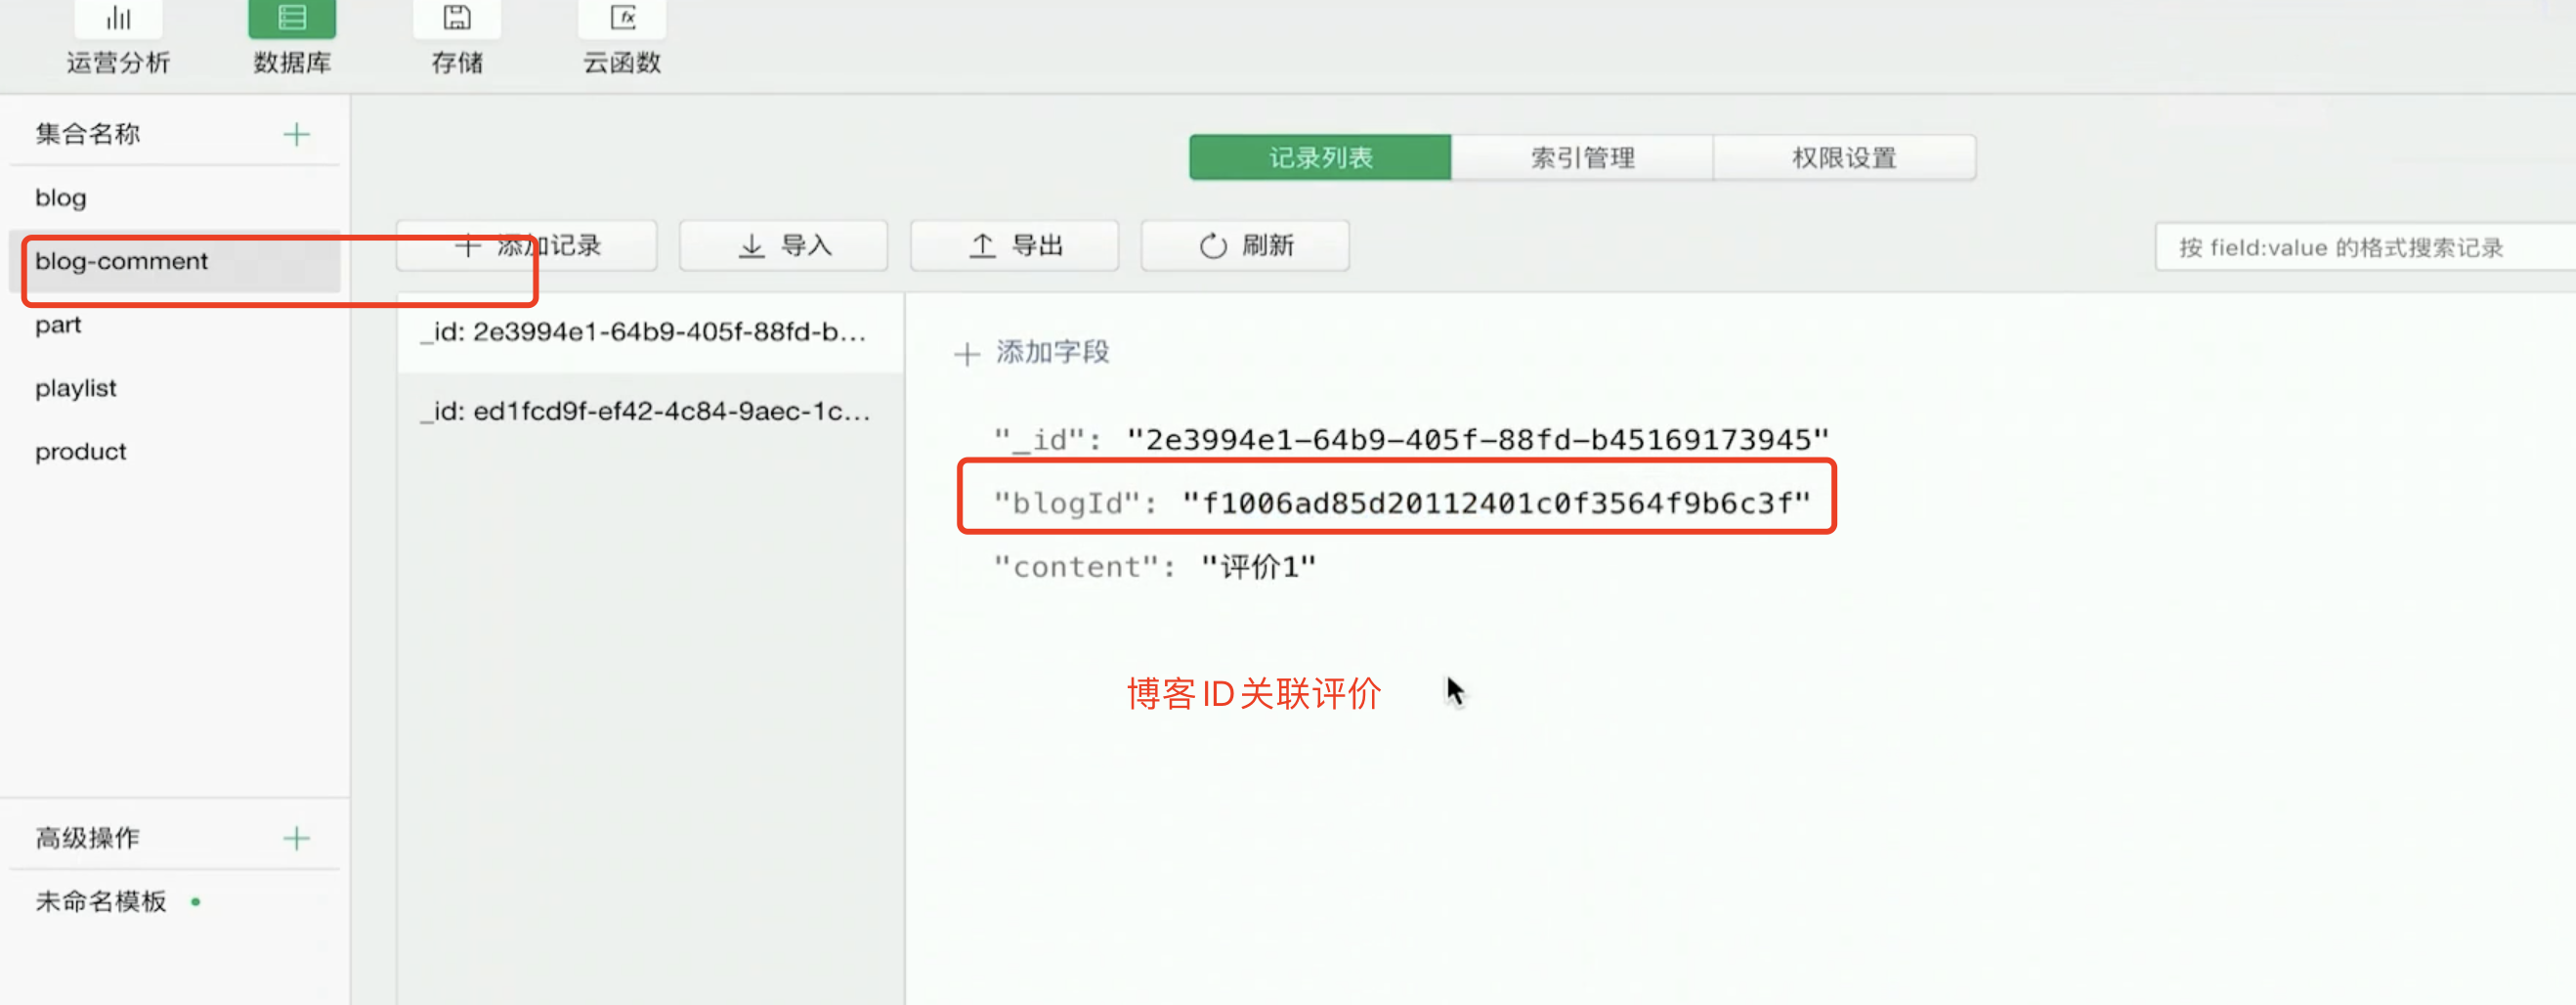 运营分析
数据库
存储
云函数
集合名称
blog
blog-comment
part
playlist
product
高级操作
未命名模板
记录列表
索引管理
权限设置
添加记录
导入
导出
刷新
按 field:value 的格式搜索记录
_id: 2e3994e1-64b9-405f-88fd-b...
_id: ed1fcd9f-ef42-4c84-9aec-1c...
添加字段
"_id": "2e3994e1-64b9-405f-88fd-b45169173945"
"blogId": "f1006ad85d20112401c0f3564f9b6c3f"
"content": "评价1"
博客ID关联评价